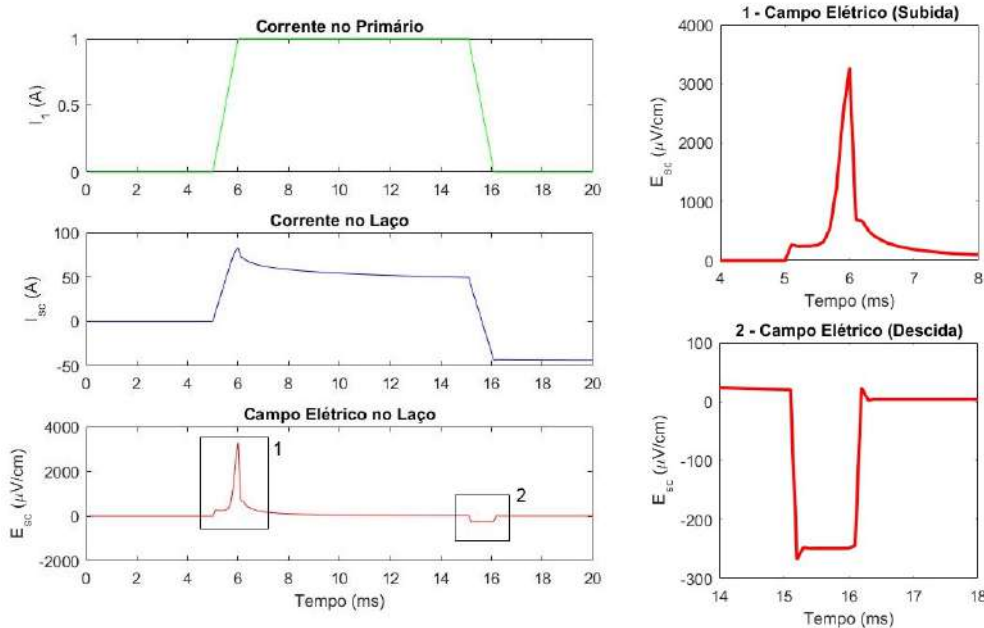 Corrente no Primário
I₁ (A)
1
0.5
0
0 2 4 6 8 10 12 14 16 18 20
Corrente no Laço
I_sc (A)
100
50
0
-50
0 2 4 6 8 10 12 14 16 18 20
Campo Elétrico no Laço
E_sc (μV/cm)
4000
2000
0
-2000
1
2
0 2 4 6 8 10 12 14 16 18 20
Tempo (ms)
1 - Campo Elétrico (Subida)
E_sc (μV/cm)
4000
3000
2000
1000
0
4 5 6 7 8
Tempo (ms)
2 - Campo Elétrico (Descida)
E_sc (μV/cm)
100
0
-100
-200
-300
14 15 16 17 18
Tempo (ms)